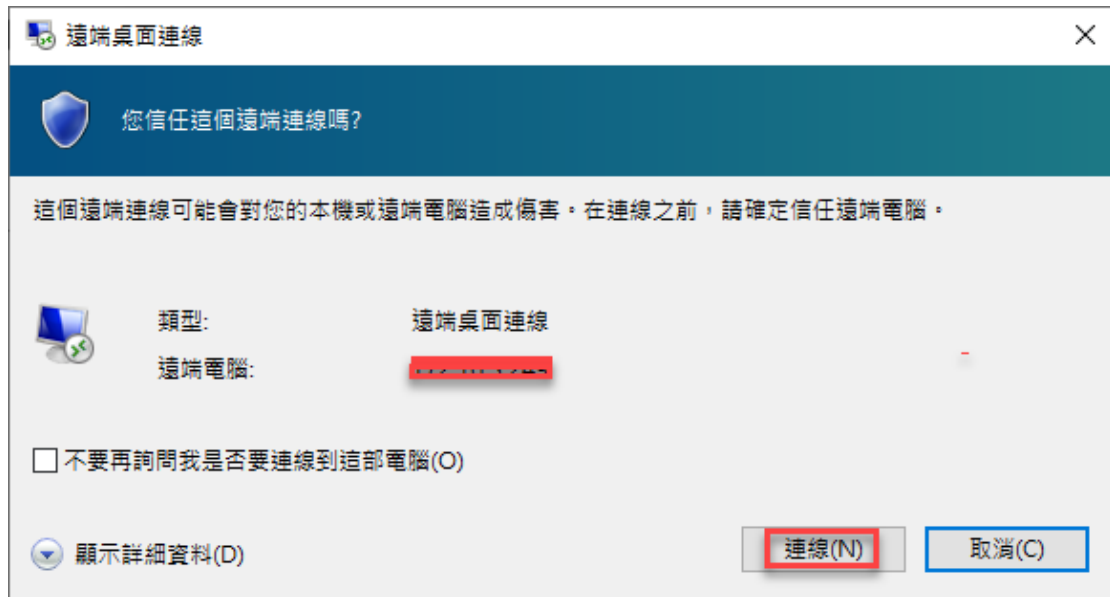 遠端桌面連線
您信任這個遠端連線嗎?
這個遠端連線可能會對您的本機或遠端電腦造成傷害。在連線之前，請確定信任遠端電腦。
類型: 遠端桌面連線
遠端電腦:
不要再詢問我是否要連線到這部電腦(O)
顯示詳細資料(D) 連線(N) 取消(C)